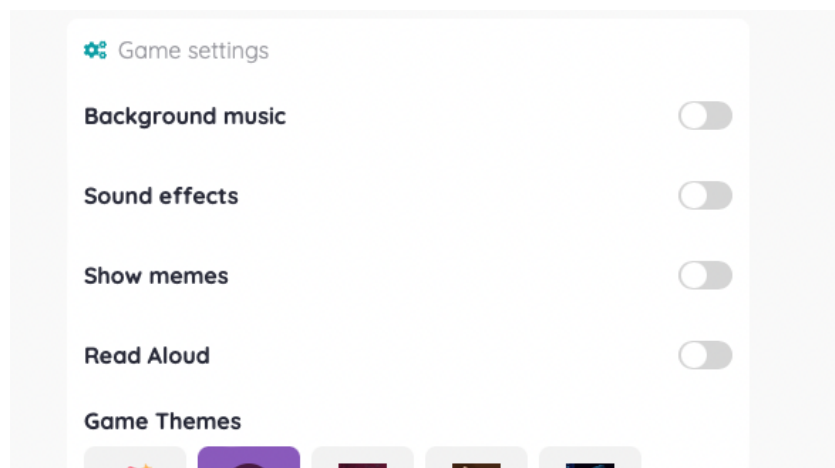 Game settings
Background music
Sound effects
Show memes
Read Aloud
Game Themes